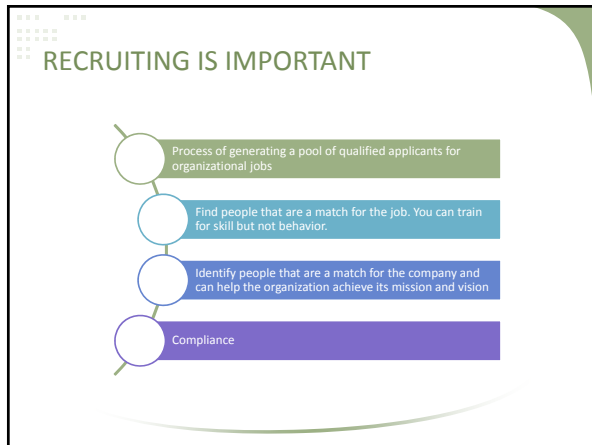 RECRUITING IS IMPORTANT
Process of generating a pool of qualified applicants for
organizational jobs
Find people that are a match for the job. You can train
for skill but not behavior.
Identify people that are a match for the company and
can help the organization achieve its mission and vision
Compliance